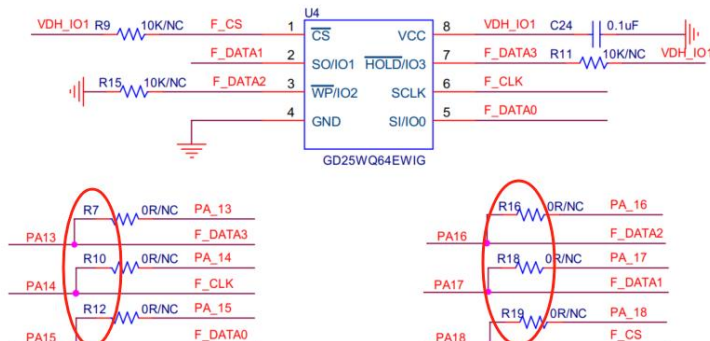 U4
VDH_IO1 R9 10K/NC F_CS 1 CS VCC 8 VDH_IO1 C24 0.1uF
F_DATA1 2 SO/IO1 HOLD/IO3 7 F_DATA3 R11 10K/NC VDH_IO1
R15 10K/NC F_DATA2 3 WP/IO2 SCLK 6 F_CLK
4 GND SI/IO0 5 F_DATA0
GD25WQ64EWIG
R7 0R/NC PA_13
PA13 F_DATA3
R10 0R/NC PA_14
PA14 F_CLK
R12 0R/NC PA_15
PA15 F_DATA0
R16 0R/NC PA_16
PA16 F_DATA2
R18 0R/NC PA_17
PA17 F_DATA1
R19 0R/NC PA_18
PA18 F_CS